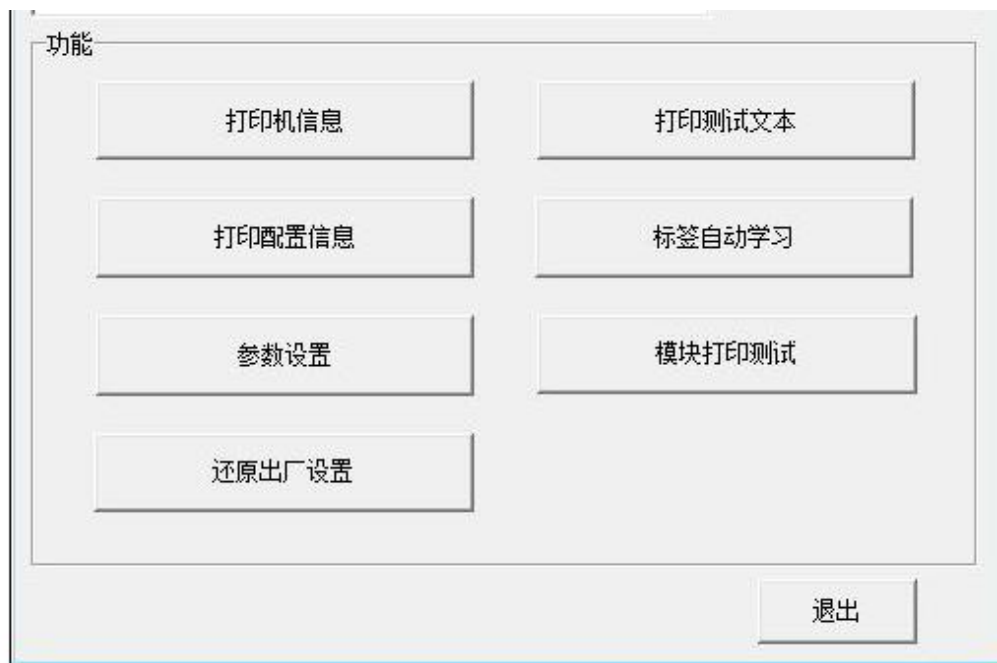 功能
打印机信息
打印测试文本
打印配置信息
标签自动学习
参数设置
模块打印测试
还原出厂设置
退出